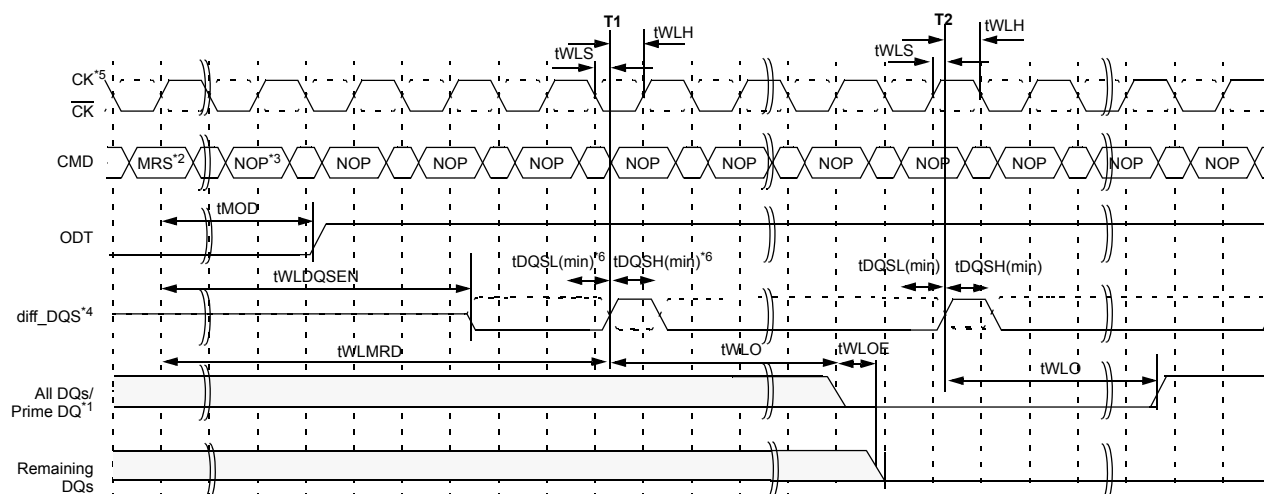 T1
T2
tWLH
tWLH
tWLS
tWLS
CK*5
CK
CMD
MRS*2
NOP*3
NOP
NOP
NOP
NOP
NOP
NOP
NOP
NOP
NOP
NOP
tMOD
ODT
tWLDQSEN
tDQSL(min)*6
tDQSH(min)*6
tDQSL(min)
tDQSH(min)
diff_DQS*4
tWLMRD
tWLO
tWLOE
tWLO
All DQs/
Prime DQ*1
Remaining
DQs